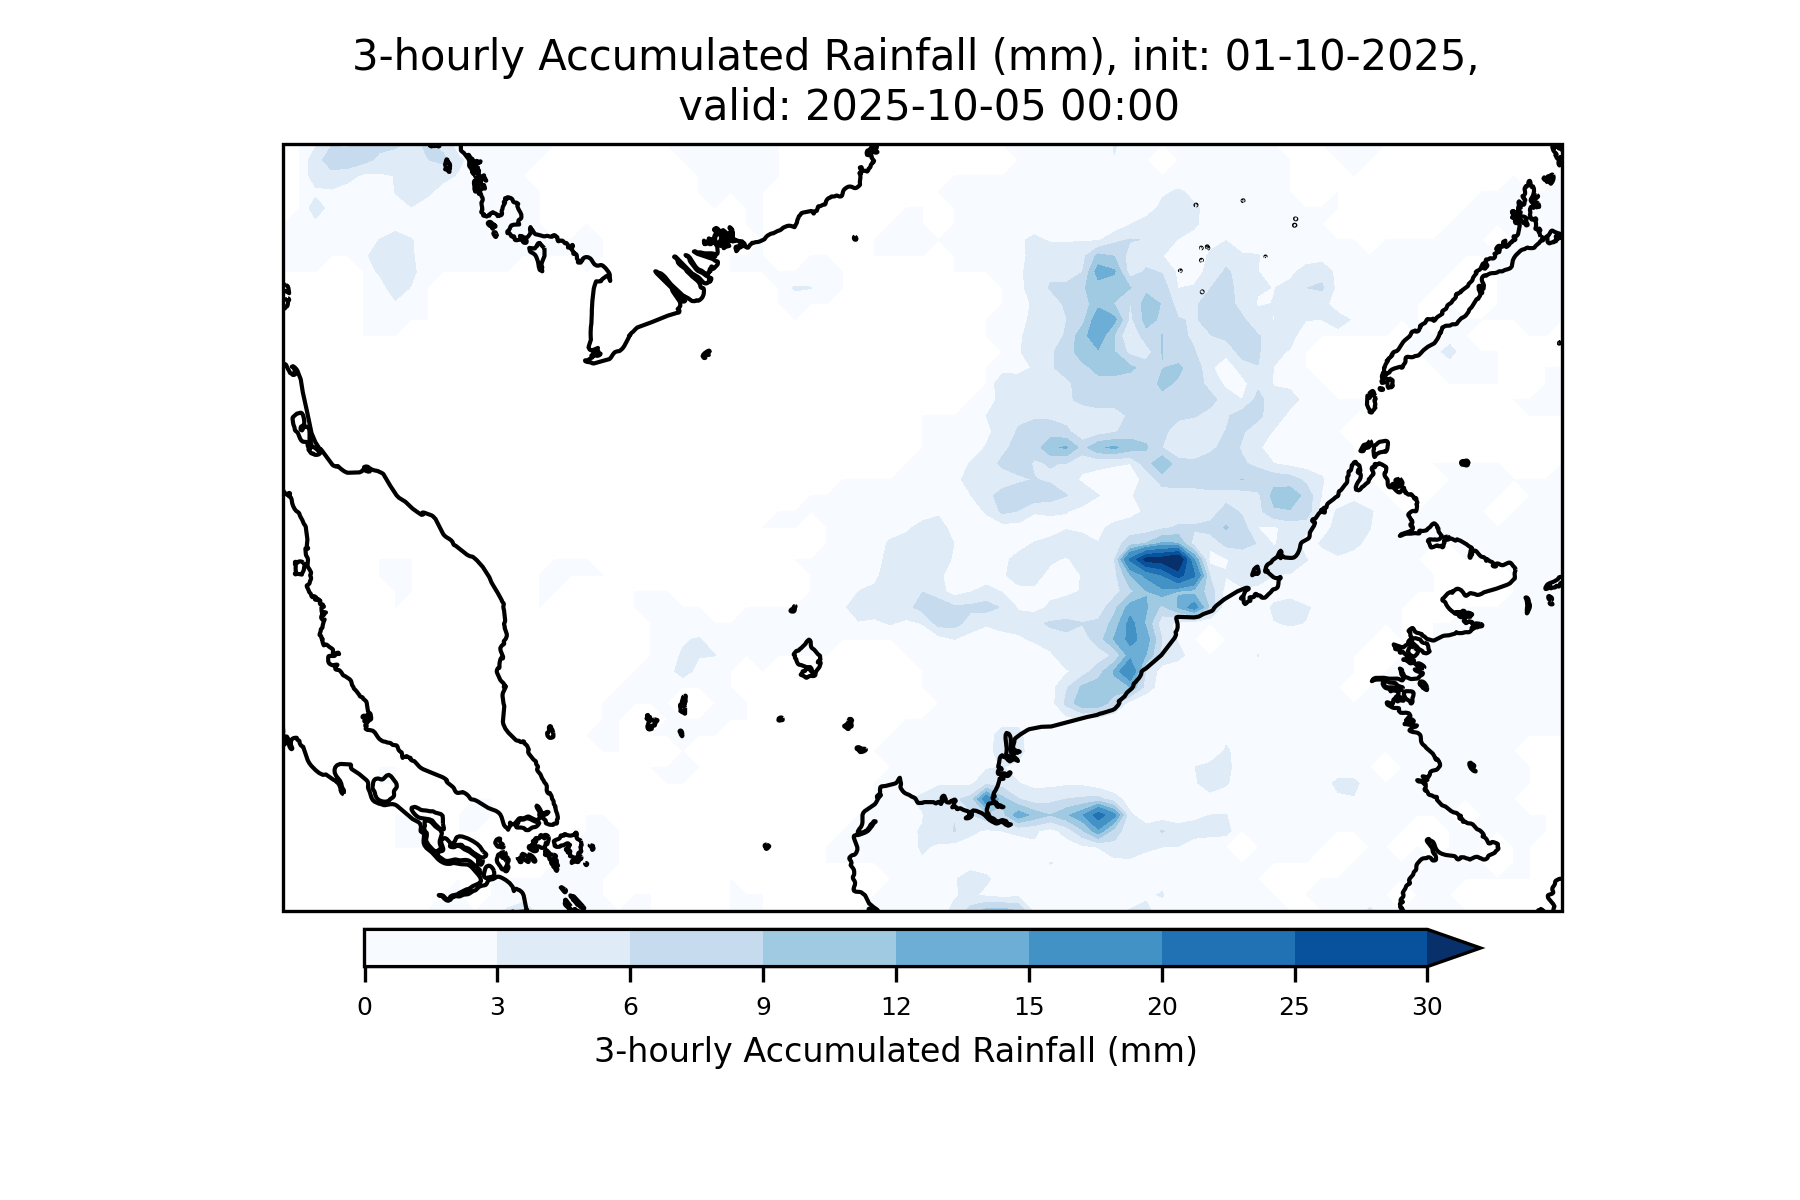 3-hourly Accumulated Rainfall (mm), init: 01-10-2025,
valid: 2025-10-05 00:00
0 3 6 9 12 15 20 25 30
3-hourly Accumulated Rainfall (mm)